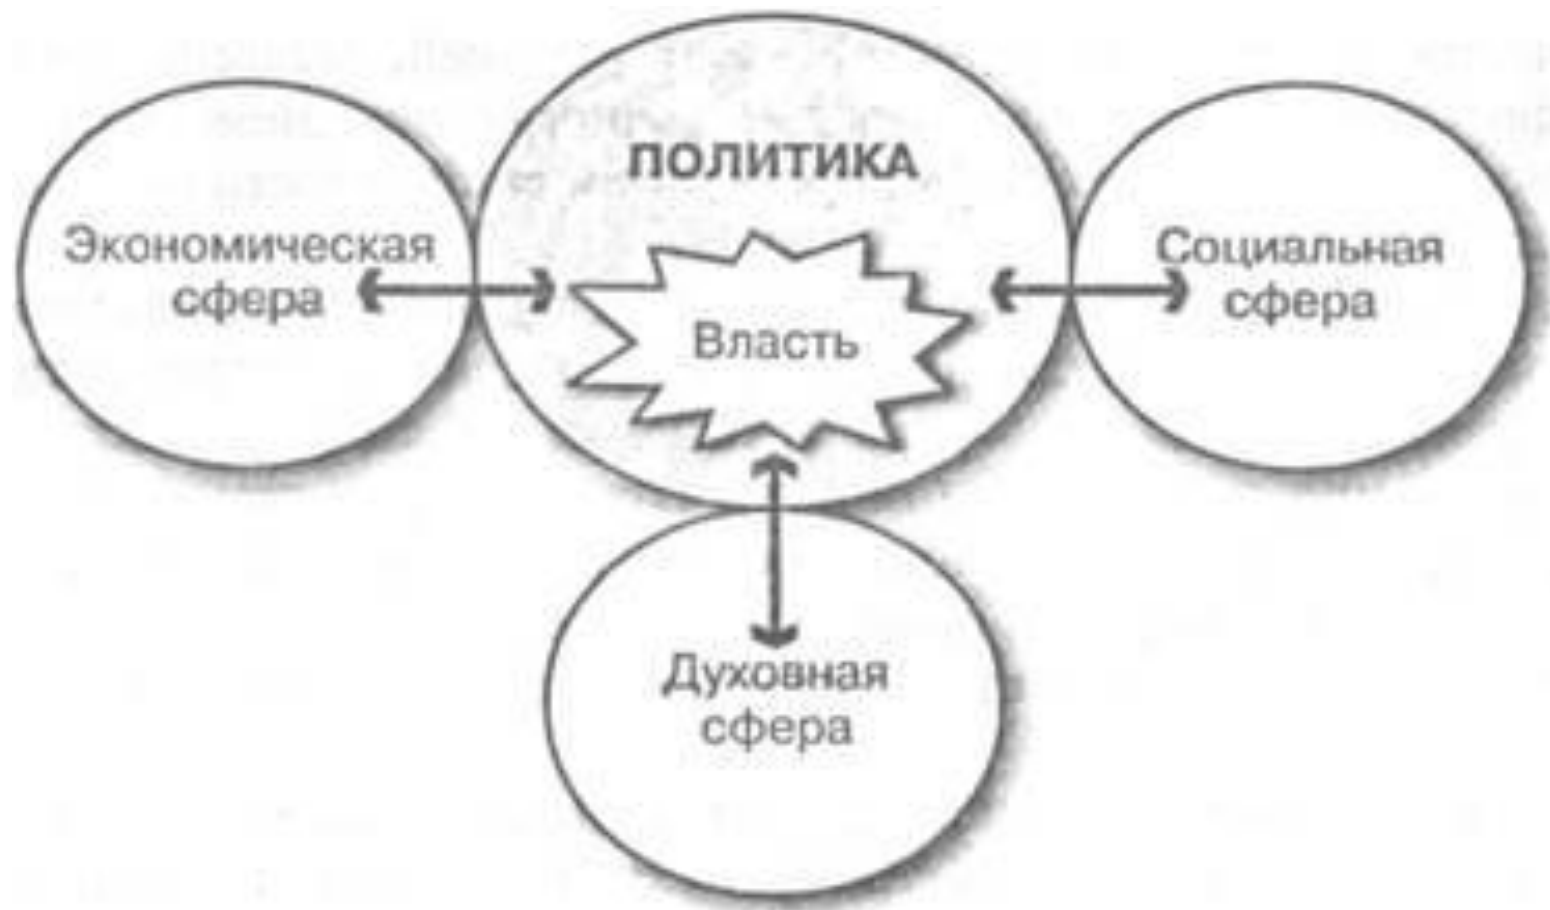 ПОЛИТИКА
Экономическая
сфера
Власть
Социальная
сфера
Духовная
сфера